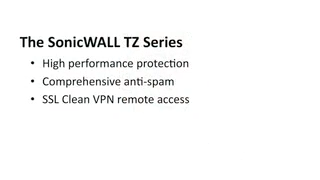 The SonicWALL TZ Series
• High performance protection
• Comprehensive anti-spam
• SSL Clean VPN remote access